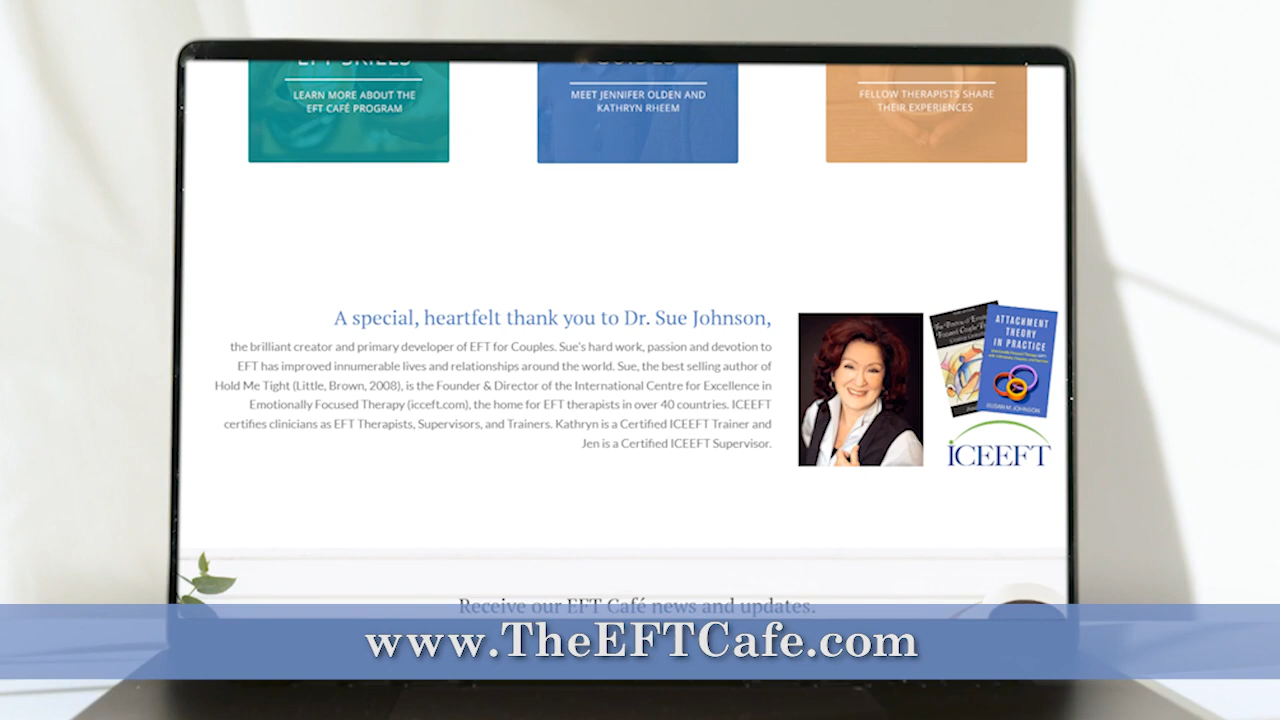 EFT SKILLS
LEARN MORE ABOUT THE
EFT CAFÉ PROGRAM
GUIDES
MEET JENNIFER OLDEN AND
KATHRYN RHEEM
FELLOW THERAPISTS SHARE
THEIR EXPERIENCES
A special, heartfelt thank you to Dr. Sue Johnson,
the brilliant creator and primary developer of EFT for Couples. Sue's hard work, passion and devotion to
EFT has improved innumerable lives and relationships around the world. Sue, the best selling author of
Hold Me Tight (Little, Brown, 2008), is the Founder & Director of the International Centre for Excellence in
Emotionally Focused Therapy (iceeft.com), the home for EFT therapists in over 40 countries. ICEEFT
certifies clinicians as EFT Therapists, Supervisors, and Trainers. Kathryn is a Certified ICEEFT Trainer and
Jen is a Certified ICEEFT Supervisor.
ATTACHMENT
THEORY
IN PRACTICE
SUSAN M. JOHNSON
ICEEFT
Receive our EFT Café news and updates.
www.TheEFTCafe.com